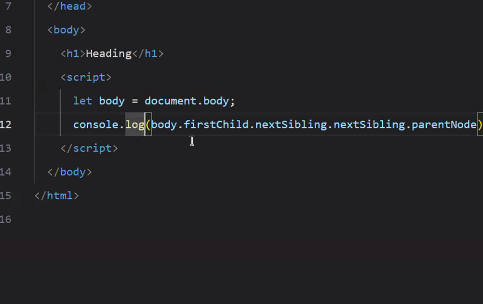 7 </head>
8 <body>
9 <h1>Heading</h1>
10 <script>
11 let body = document.body;
12 console.log(body.firstChild.nextSibling.nextSibling.parentNode)
13 </script>
14 </body>
15 </html>
16